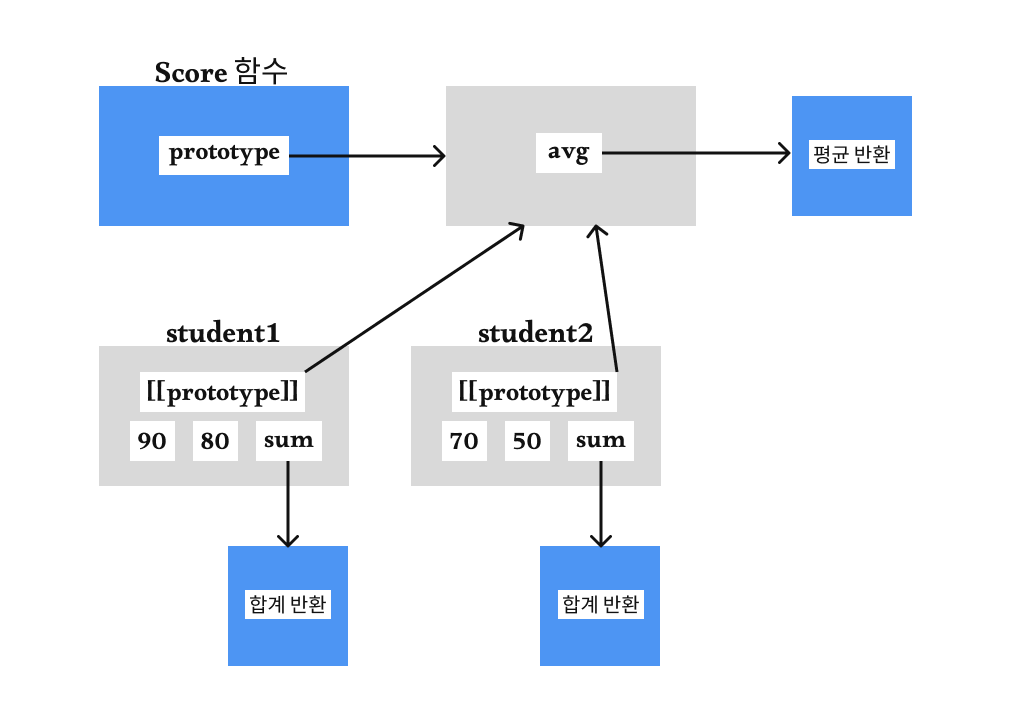 Score 함수
prototype
avg
평균 반환
student1
[[prototype]]
90
80
sum
student2
[[prototype]]
70
50
sum
합계 반환
합계 반환